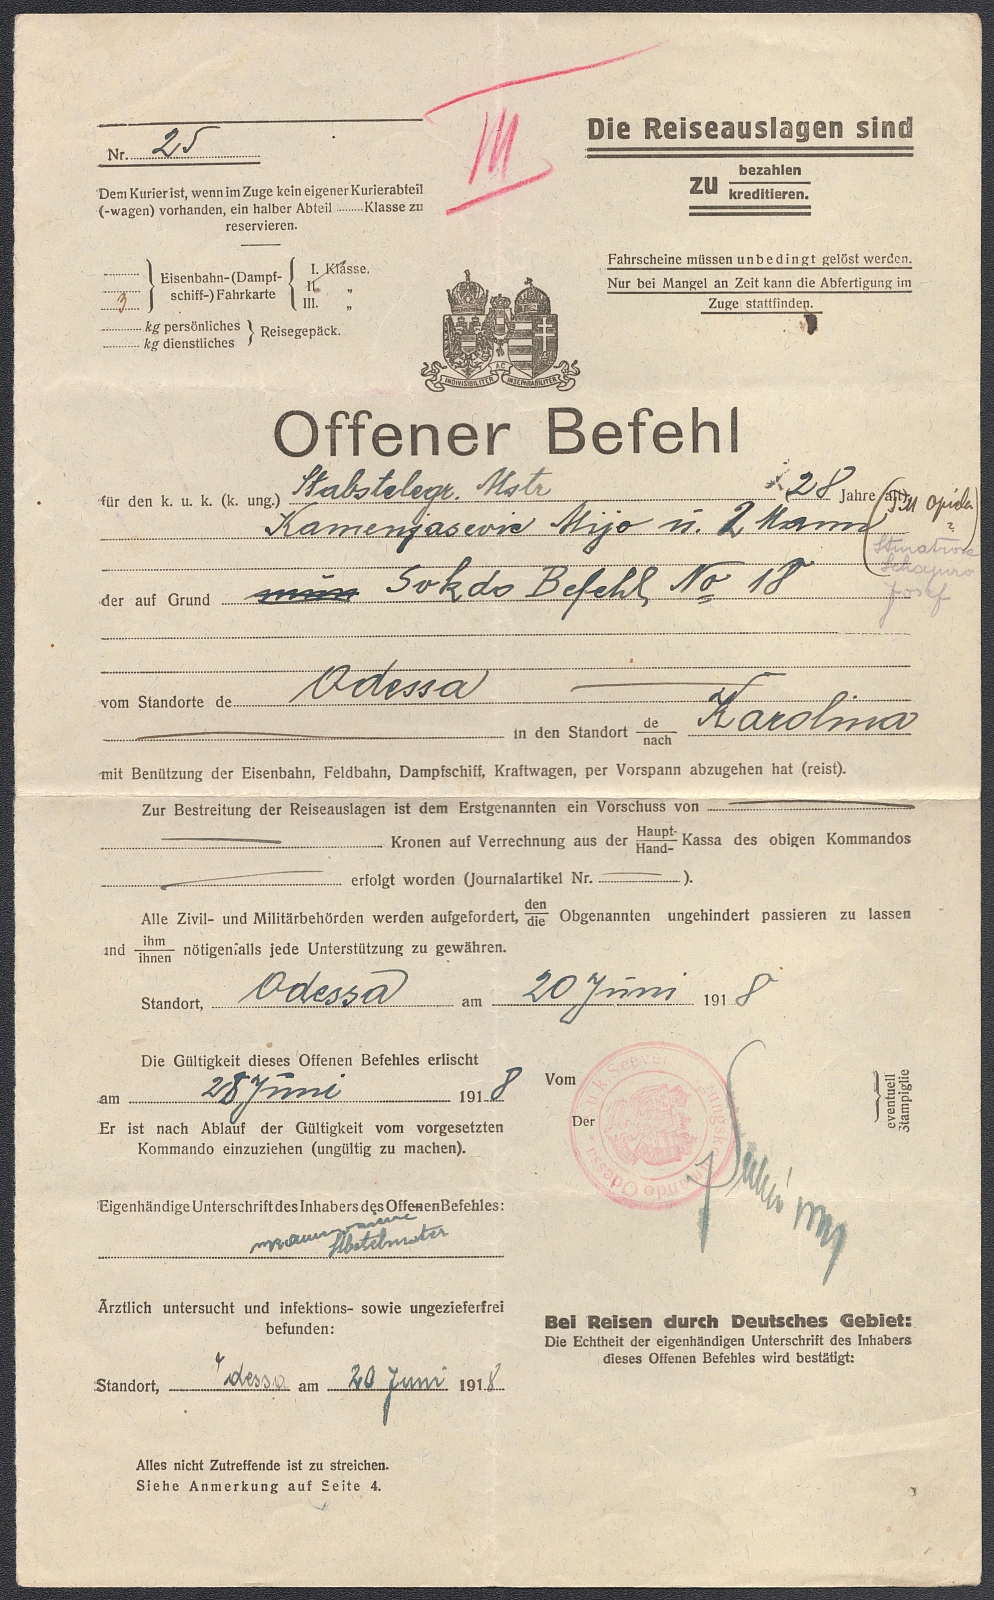 Nr. 25
III
Die Reiseauslagen sind
zu bezahlen
kreditieren.
Dem Kurier ist, wenn im Zuge kein eigener Kurierabteil
(-wagen) vorhanden, ein halber Abteil ........ Klasse zu
reservieren.
Fahrscheine müssen unbedingt gelöst werden.
Nur bei Mangel an Zeit kann die Abfertigung im
Zuge stattfinden.
3 Eisenbahn-(Dampf-
schiff-) Fahrkarte
I. Klasse.
II. „
III. „
kg persönliches
kg dienstliches
Reisegepäck.
INDIVISIBILITER AC INSEPARABILITER
Offener Befehl
für den k. u. k. (k. ung.) Stabstelegr. Mstr 28 Jahre alt)
Kamenjasevic Mijo u. 2 Mann
Josef
der auf Grund Sokdo Befehl No 18
vom Standorte de Odessa
in den Standort de
nach Karolina
mit Benützung der Eisenbahn, Feldbahn, Dampfschiff, Kraftwagen, per Vorspann abzugehen hat (reist).
Zur Bestreitung der Reiseauslagen ist dem Erstgenannten ein Vorschuss von
Kronen auf Verrechnung aus der Haupt-
Hand- Kassa des obigen Kommandos
erfolgt worden (Journalartikel Nr. ).
Alle Zivil- und Militärbehörden werden aufgefordert, den
die Obgenannten ungehindert passieren zu lassen
und ihm
ihnen nötigenfalls jede Unterstützung zu gewähren.
Standort, Odessa am 20 Juni 1918
Die Gültigkeit dieses Offenen Befehles erlischt
am 28 Juni 1918
Er ist nach Ablauf der Gültigkeit vom vorgesetzten
Kommando einzuziehen (ungültig zu machen).
Vom
Der
Odessa
eventuell
Stampiglie
Eigenhändige Unterschrift des Inhabers des Offenen Befehles:
Ärztlich untersucht und infektions- sowie ungezieferfrei
befunden:
Standort, Odessa am 20 Juni 1918
Bei Reisen durch Deutsches Gebiet:
Die Echtheit der eigenhändigen Unterschrift des Inhabers
dieses Offenen Befehles wird bestätigt:
Alles nicht Zutreffende ist zu streichen.
Siehe Anmerkung auf Seite 4.